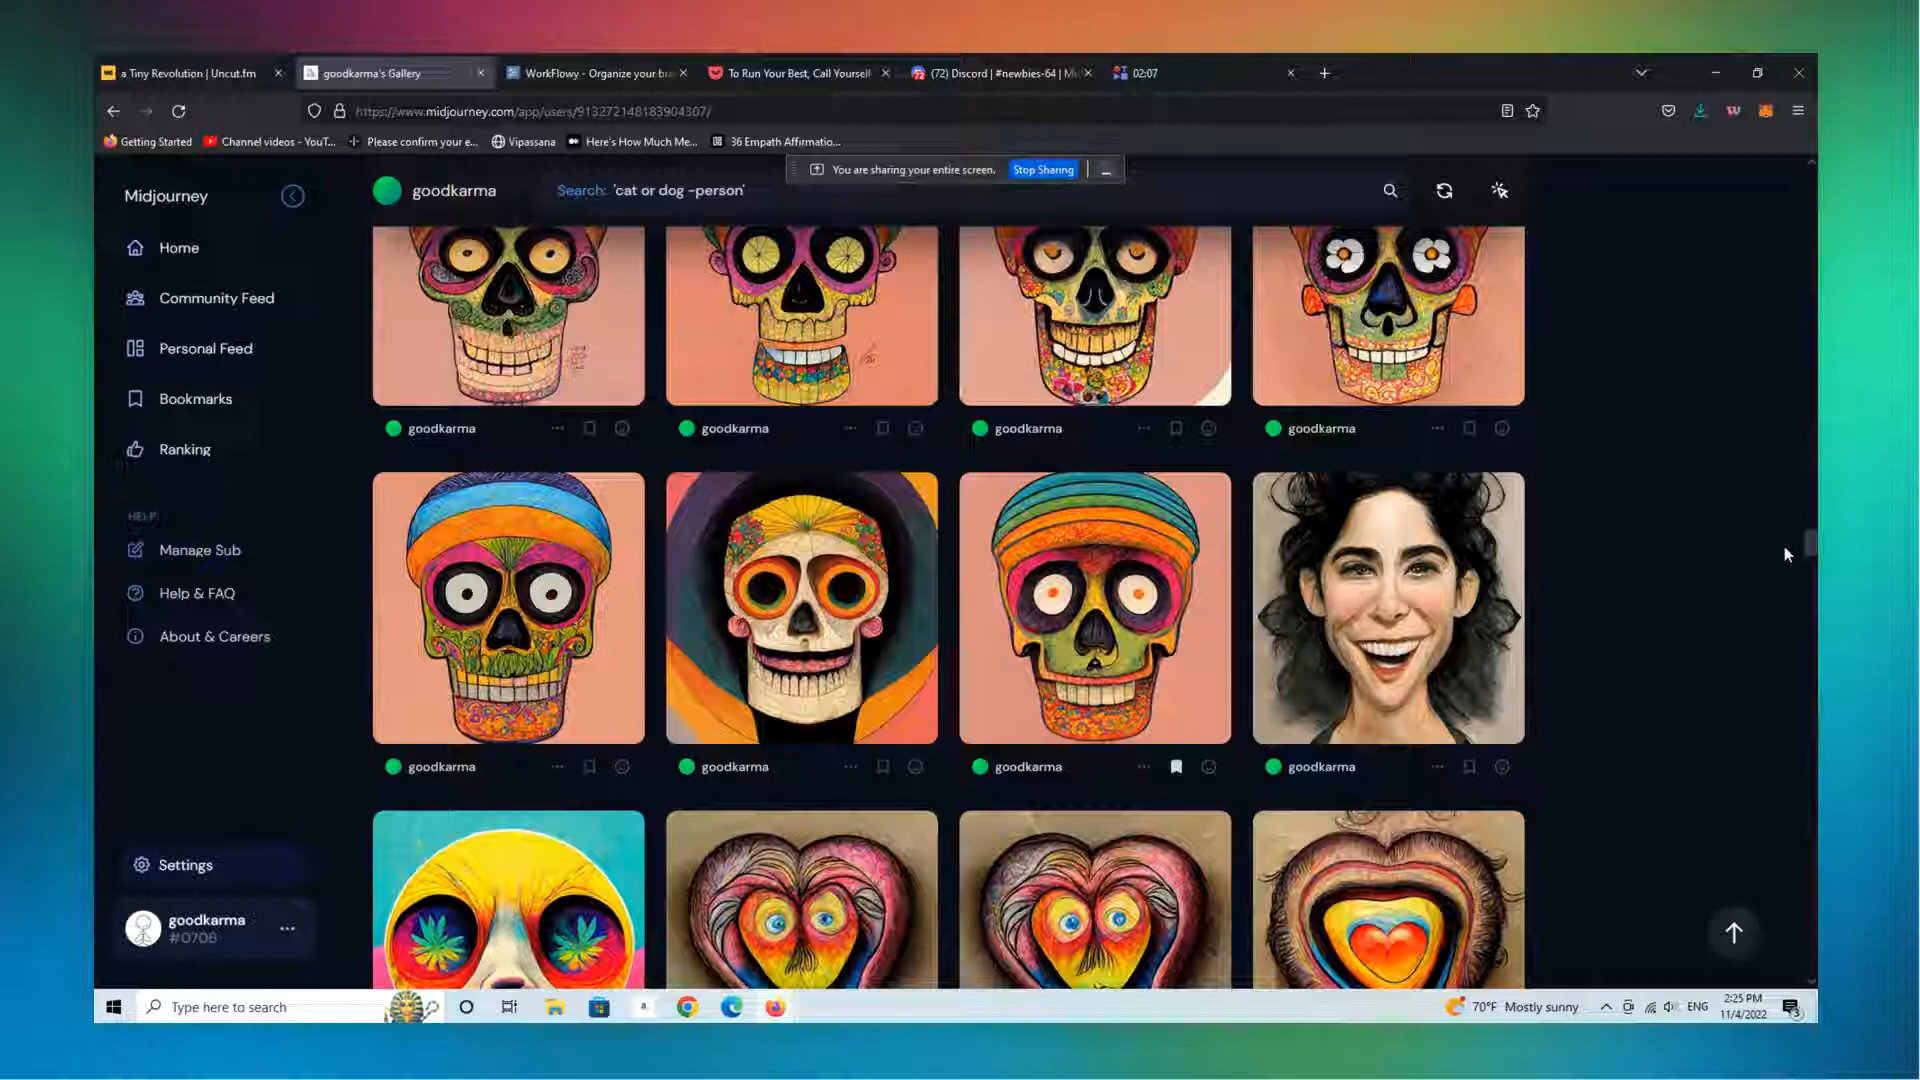 a Tiny Revolution | Uncut.fm
goodkarma's Gallery
WorkFlowy - Organize your bra
To Run Your Best, Call Yourself
(72) Discord | #newbies-64 | M
02:07
https://www.midjourney.com/app/users/913272148183904307/
Getting Started
Channel videos - YouT...
Please confirm your e...
Vipassana
Here's How Much Me...
36 Empath Affirmatio...
You are sharing your entire screen.
Stop Sharing
Midjourney
goodkarma
Search: 'cat or dog -person'
Home
Community Feed
Personal Feed
Bookmarks
Ranking
HELP
Manage Sub
Help & FAQ
About & Careers
goodkarma
goodkarma
goodkarma
goodkarma
goodkarma
goodkarma
goodkarma
goodkarma
Settings
goodkarma
#0706
Type here to search
70°F Mostly sunny
ENG
2:25 PM
11/4/2022
3